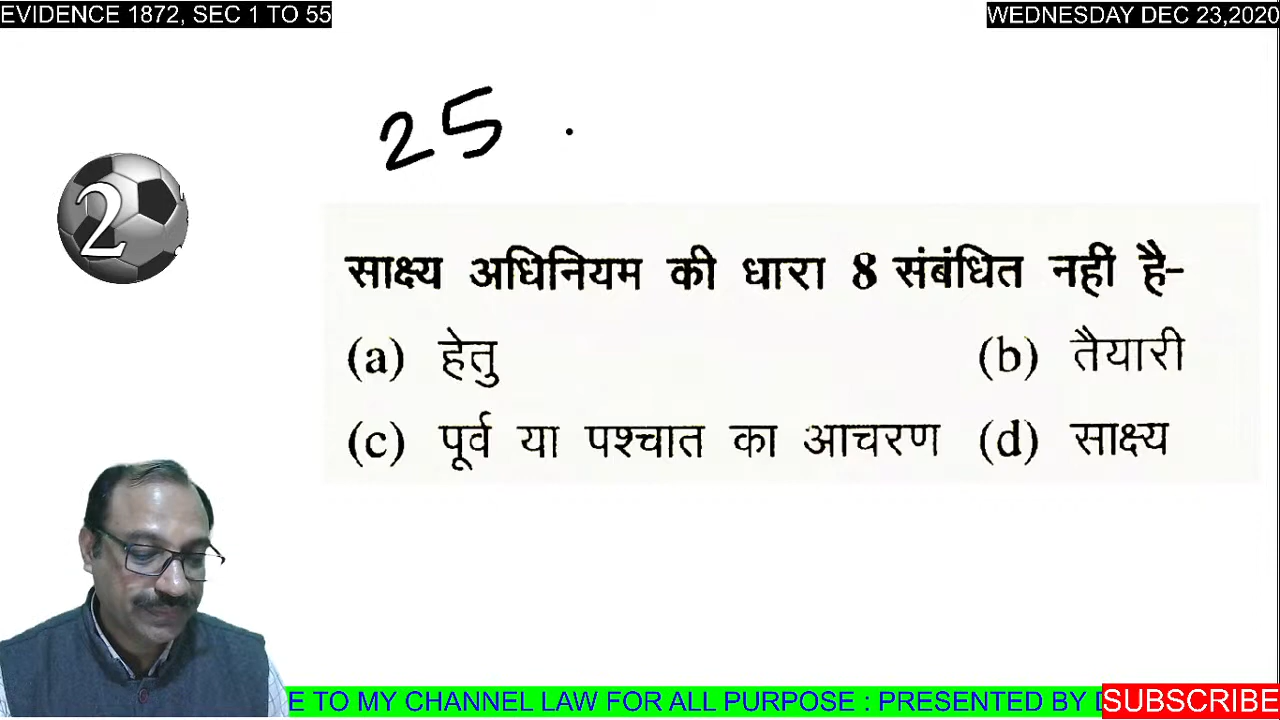 EVIDENCE 1872, SEC 1 TO 55
WEDNESDAY DEC 23,2020
25
2
साक्ष्य अधिनियम की धारा 8 संबंधित नहीं है-
(a) हेतु (b) तैयारी
(c) पूर्व या पश्चात का आचरण (d) साक्ष्य
E TO MY CHANNEL LAW FOR ALL PURPOSE : PRESENTED BY D
SUBSCRIBE